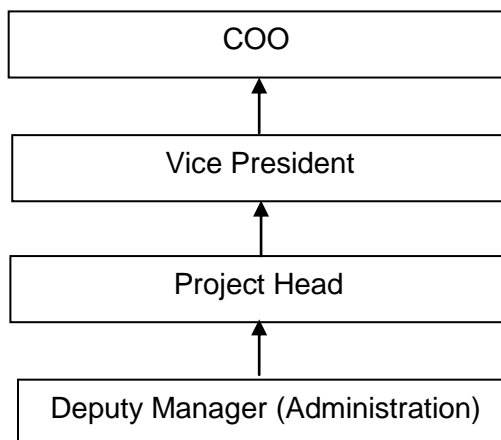 COO
Vice President
Project Head
Deputy Manager (Administration)